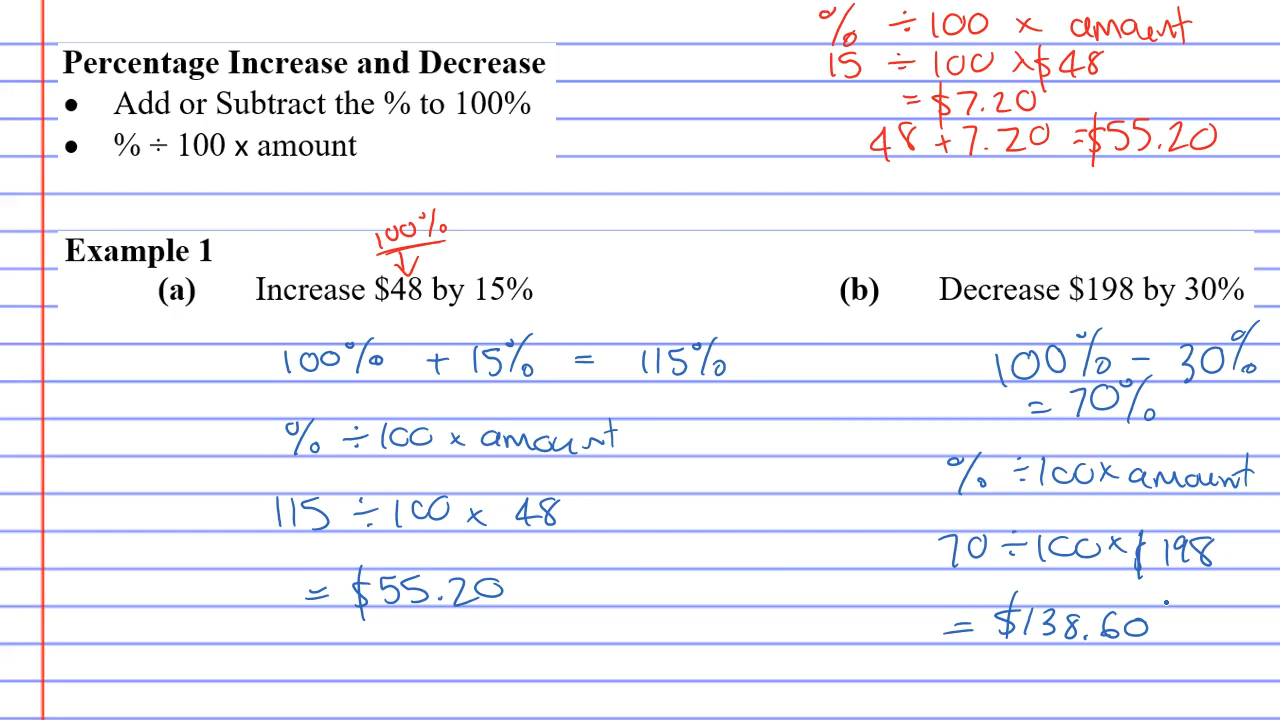 % ÷ 100 x amount
15 ÷ 100 x $48
= $7.20
48 + 7.20 = $55.20
Percentage Increase and Decrease
• Add or Subtract the % to 100%
• % ÷ 100 x amount
Example 1
100%
(a) Increase $48 by 15%
100% + 15% = 115%
% ÷ 100 x amount
115 ÷ 100 x 48
= $55.20
(b) Decrease $198 by 30%
100% - 30%
= 70%
% ÷ 100 x amount
70 ÷ 100 x $198
= $138.60